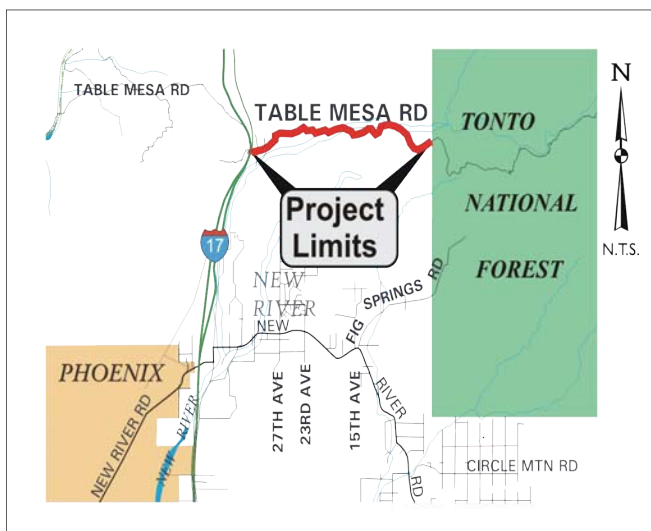 TABLE MESA RD
TABLE MESA RD
N
TONTO
Project
Limits
NATIONAL
N.T.S.
17
FOREST
NEW
RIVER
FIG SPRINGS RD
NEW RIVER RD
PHOENIX
27TH AVE
23RD AVE
15TH AVE
NEW RIVER RD
NEW RIVER
CIRCLE MTN RD